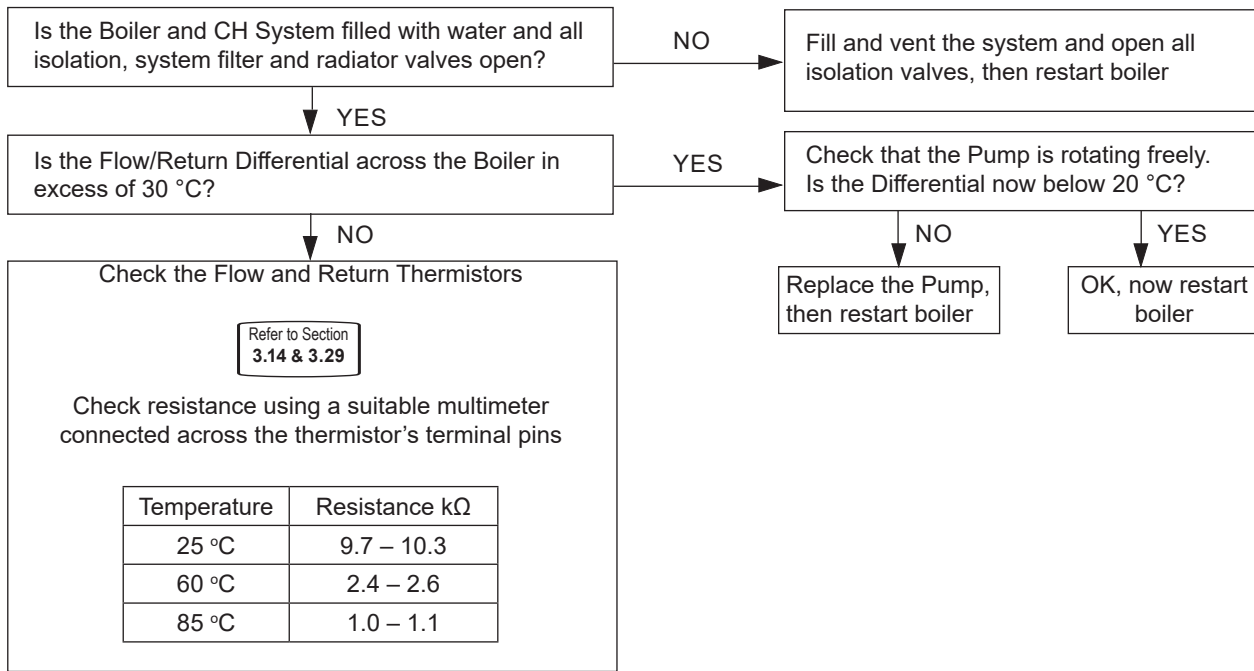 Is the Boiler and CH System filled with water and all
isolation, system filter and radiator valves open?
NO
Fill and vent the system and open all
isolation valves, then restart boiler
YES
Is the Flow/Return Differential across the Boiler in
excess of 30 °C?
YES
Check that the Pump is rotating freely.
Is the Differential now below 20 °C?
NO
NO
YES
Replace the Pump,
then restart boiler
OK, now restart
boiler
Check the Flow and Return Thermistors
Refer to Section
3.14 & 3.29
Check resistance using a suitable multimeter
connected across the thermistor’s terminal pins
Temperature Resistance kΩ
25 °C 9.7 – 10.3
60 °C 2.4 – 2.6
85 °C 1.0 – 1.1